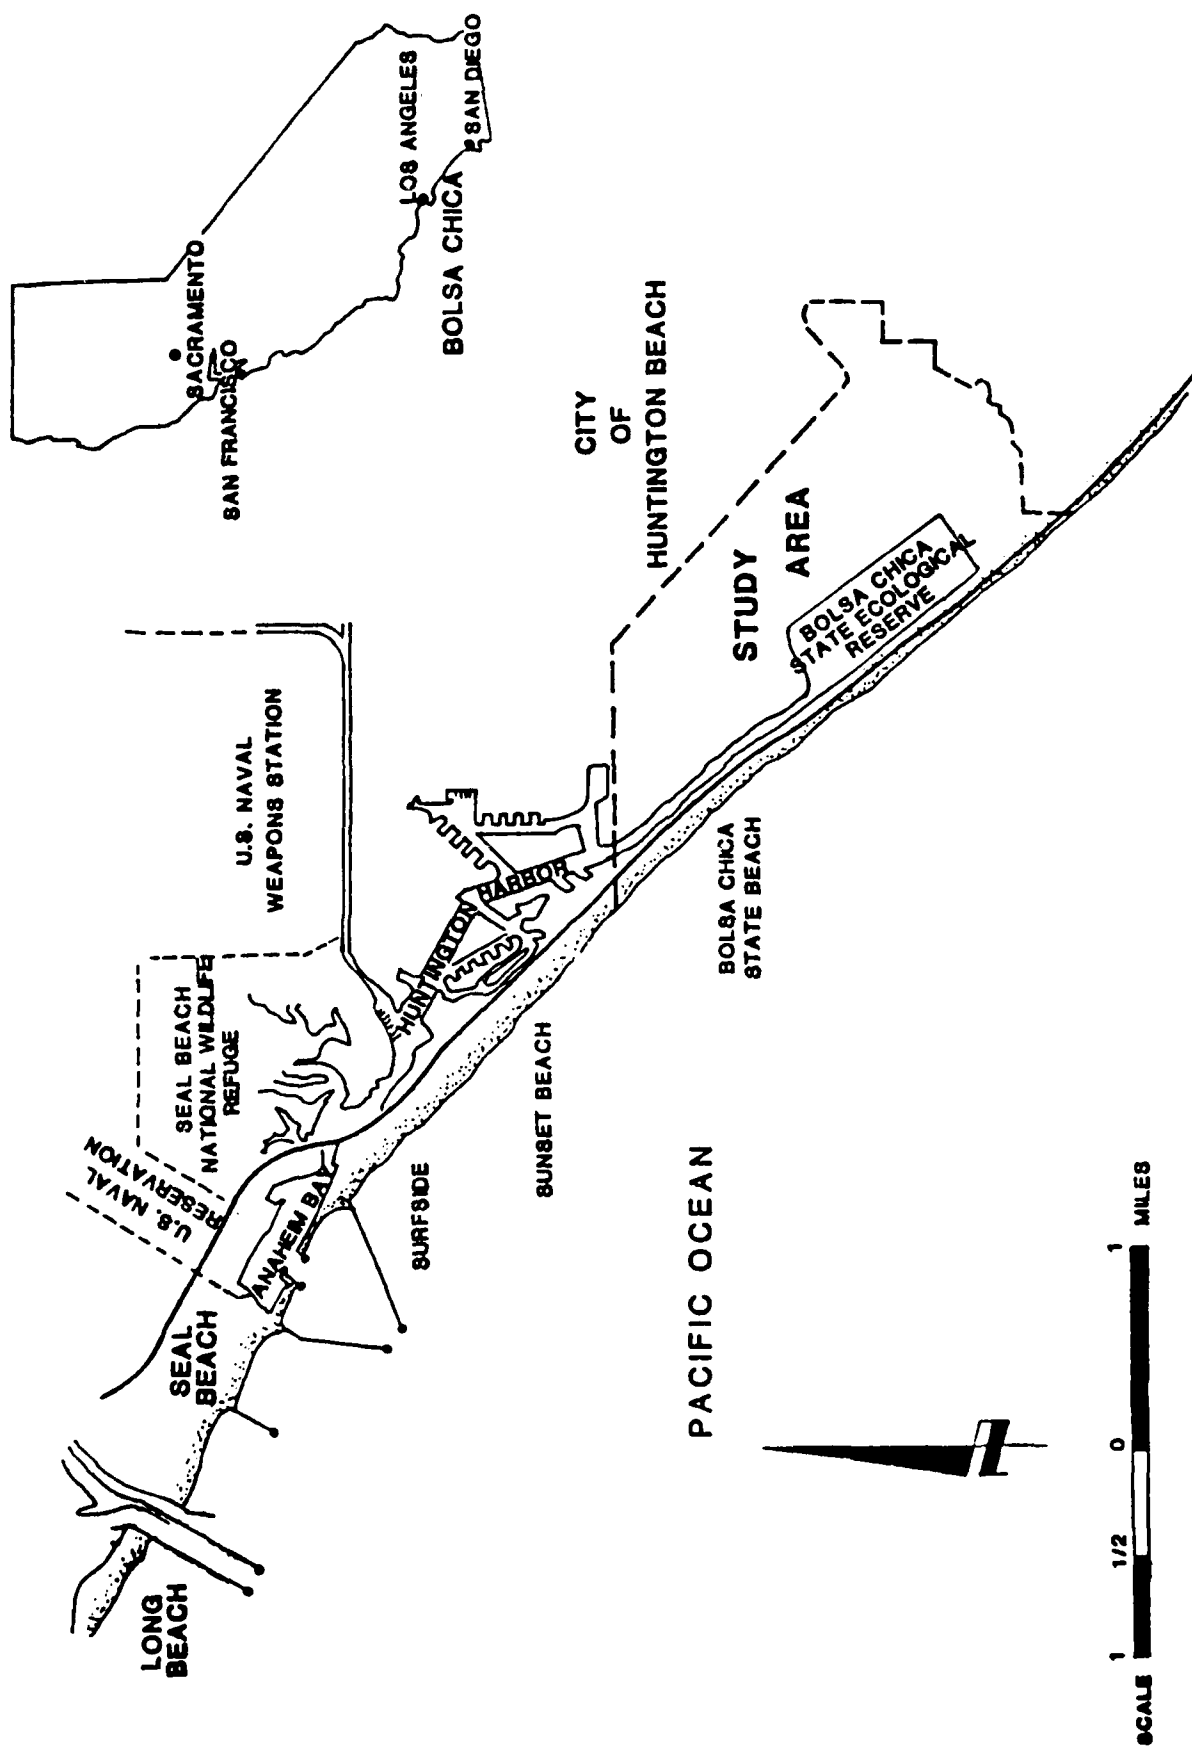 SACRAMENTO
SAN FRANCISCO
LOS ANGELES
BOLSA CHICA
SAN DIEGO
LONG
BEACH
SEAL
BEACH
U.S. NAVAL
RESERVATION
SEAL BEACH
NATIONAL WILDLIFE
REFUGE
U.S. NAVAL
WEAPONS STATION
ANAHEIM BAY
HUNTINGTON HARBOR
SURFSIDE
SUNSET BEACH
BOLSA CHICA
STATE BEACH
CITY
OF
HUNTINGTON BEACH
STUDY
AREA
BOLSA CHICA
STATE ECOLOGICAL
RESERVE
PACIFIC OCEAN
N
SCALE 1 1/2 0 1 MILES